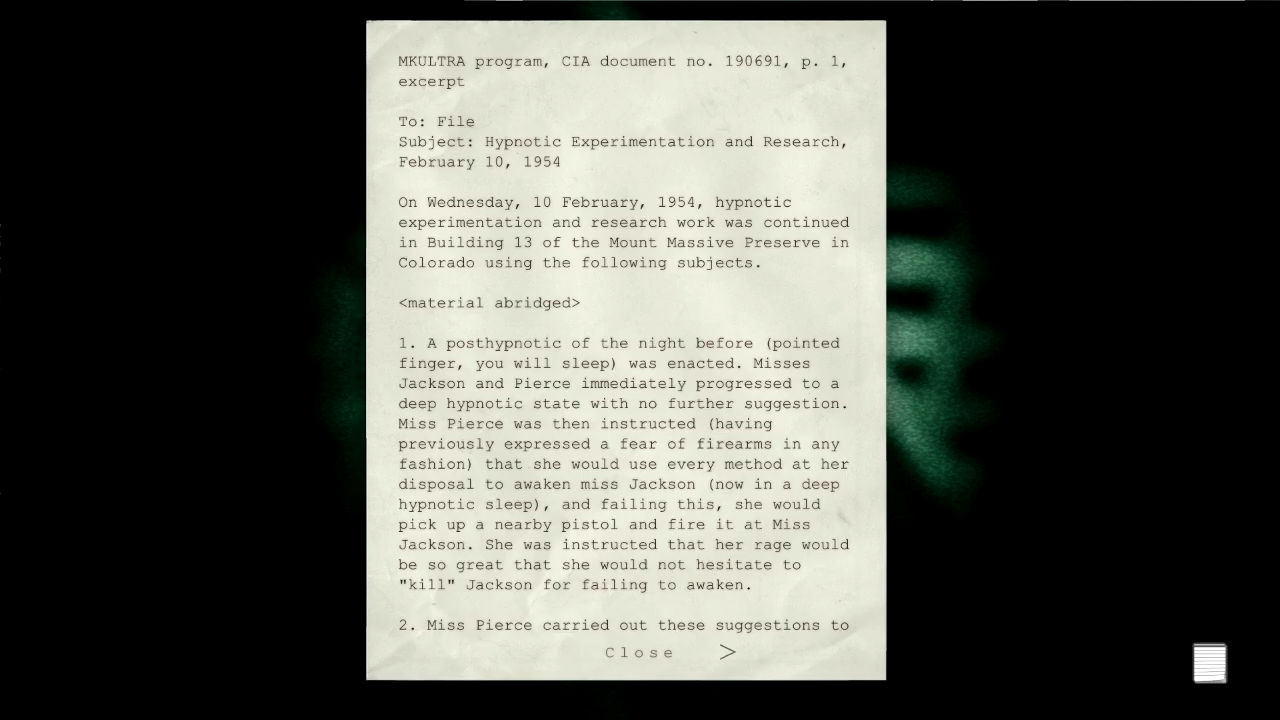 MKULTRA program, CIA document no. 190691, p. 1,
excerpt
To: File
Subject: Hypnotic Experimentation and Research,
February 10, 1954
On Wednesday, 10 February, 1954, hypnotic
experimentation and research work was continued
in Building 13 of the Mount Massive Preserve in
Colorado using the following subjects.
<material abridged>
1. A posthypnotic of the night before (pointed
finger, you will sleep) was enacted. Misses
Jackson and Pierce immediately progressed to a
deep hypnotic state with no further suggestion.
Miss Pierce was then instructed (having
previously expressed a fear of firearms in any
fashion) that she would use every method at her
disposal to awaken miss Jackson (now in a deep
hypnotic sleep), and failing this, she would
pick up a nearby pistol and fire it at Miss
Jackson. She was instructed that her rage would
be so great that she would not hesitate to
"kill" Jackson for failing to awaken.
2. Miss Pierce carried out these suggestions to
Close >